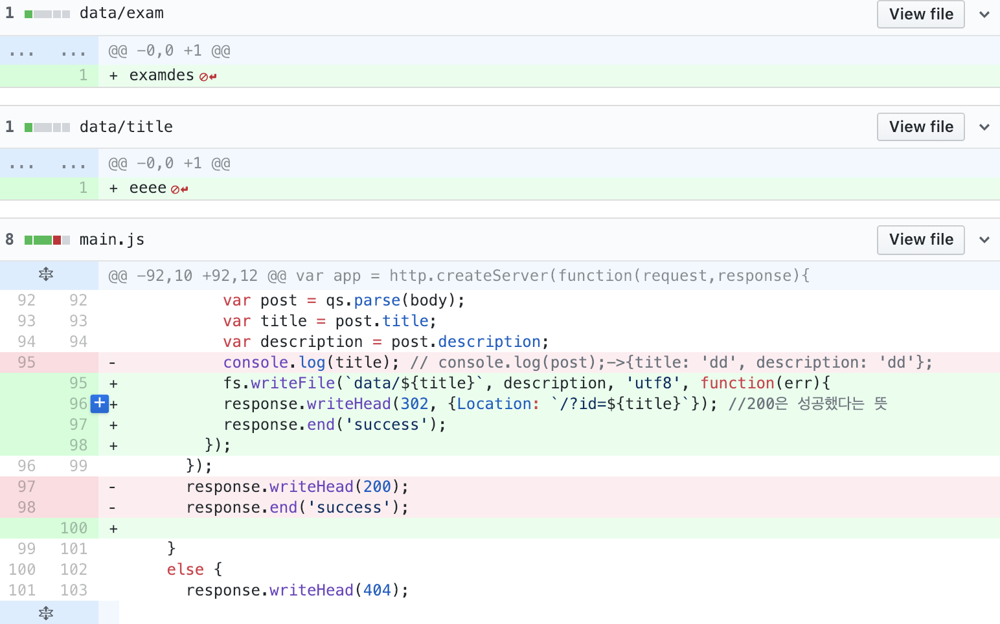 1 data/exam View file
... ... @@ -0,0 +1 @@
1 + examdes
1 data/title View file
... ... @@ -0,0 +1 @@
1 + eeee
8 main.js View file
@@ -92,10 +92,12 @@ var app = http.createServer(function(request,response){
92 92 var post = qs.parse(body);
93 93 var title = post.title;
94 94 var description = post.description;
95 - console.log(title); // console.log(post);->{title: 'dd', description: 'dd'};
95 + fs.writeFile(`data/${title}`, description, 'utf8', function(err){
96 + response.writeHead(302, {Location: `/?id=${title}`}); //200은 성공했다는 뜻
97 + response.end('success');
98 + });
96 99 });
97 - response.writeHead(200);
98 - response.end('success');
100 +
99 101 }
100 102 else {
101 103 response.writeHead(404);